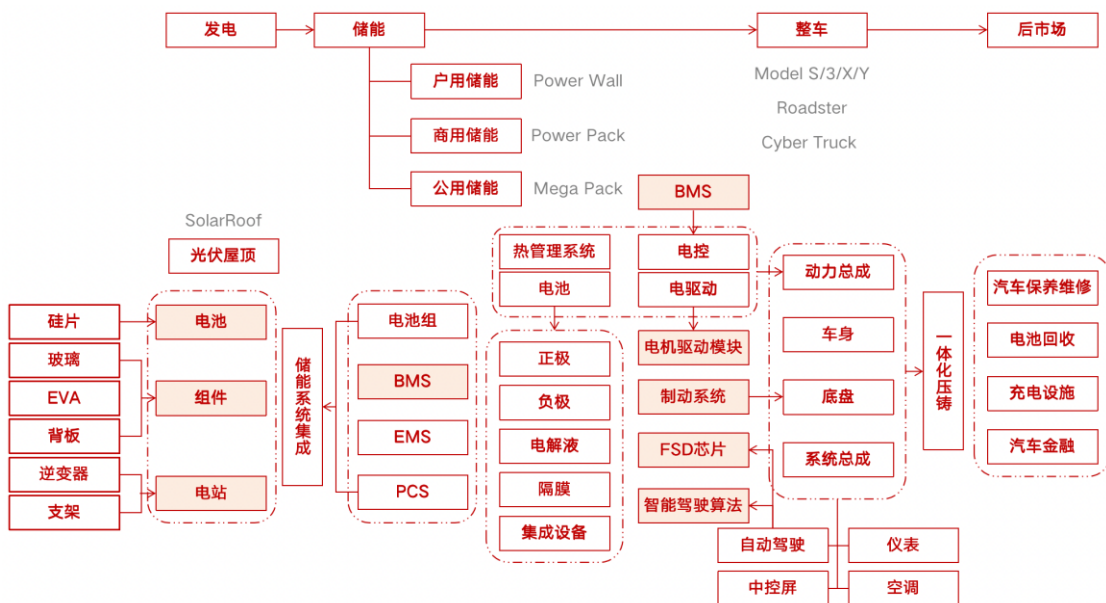 发电
储能
整车
后市场
户用储能
Power Wall
商用储能
Power Pack
公用储能
Mega Pack
Model S/3/X/Y
Roadster
Cyber Truck
SolarRoof
光伏屋顶
硅片
玻璃
EVA
背板
逆变器
支架
电池
组件
电站
储能系统集成
电池组
BMS
EMS
PCS
热管理系统
电池
正极
负极
电解液
隔膜
集成设备
BMS
电控
电驱动
电机驱动模块
制动系统
FSD芯片
智能驾驶算法
动力总成
车身
底盘
系统总成
自动驾驶
仪表
中控屏
空调
一体化压铸
汽车保养维修
电池回收
充电设施
汽车金融